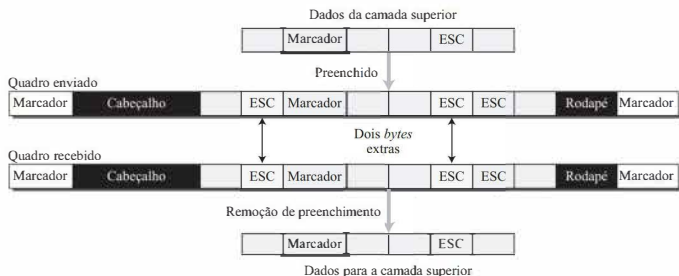 Dados da camada superior
Marcador ESC
Preenchido
Quadro enviado
Marcador Cabeçalho ESC Marcador ESC ESC Rodapé Marcador
Dois bytes
extras
Quadro recebido
Marcador Cabeçalho ESC Marcador ESC ESC Rodapé Marcador
Remoção de preenchimento
Marcador ESC
Dados para a camada superior